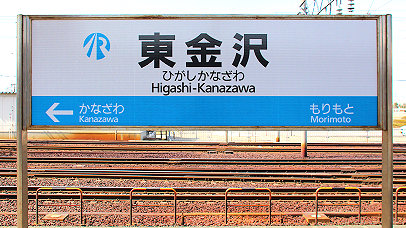 東金沢
ひがしかなざわ
Higashi-Kanazawa
かなざわ
Kanazawa
もりもと
Morimoto